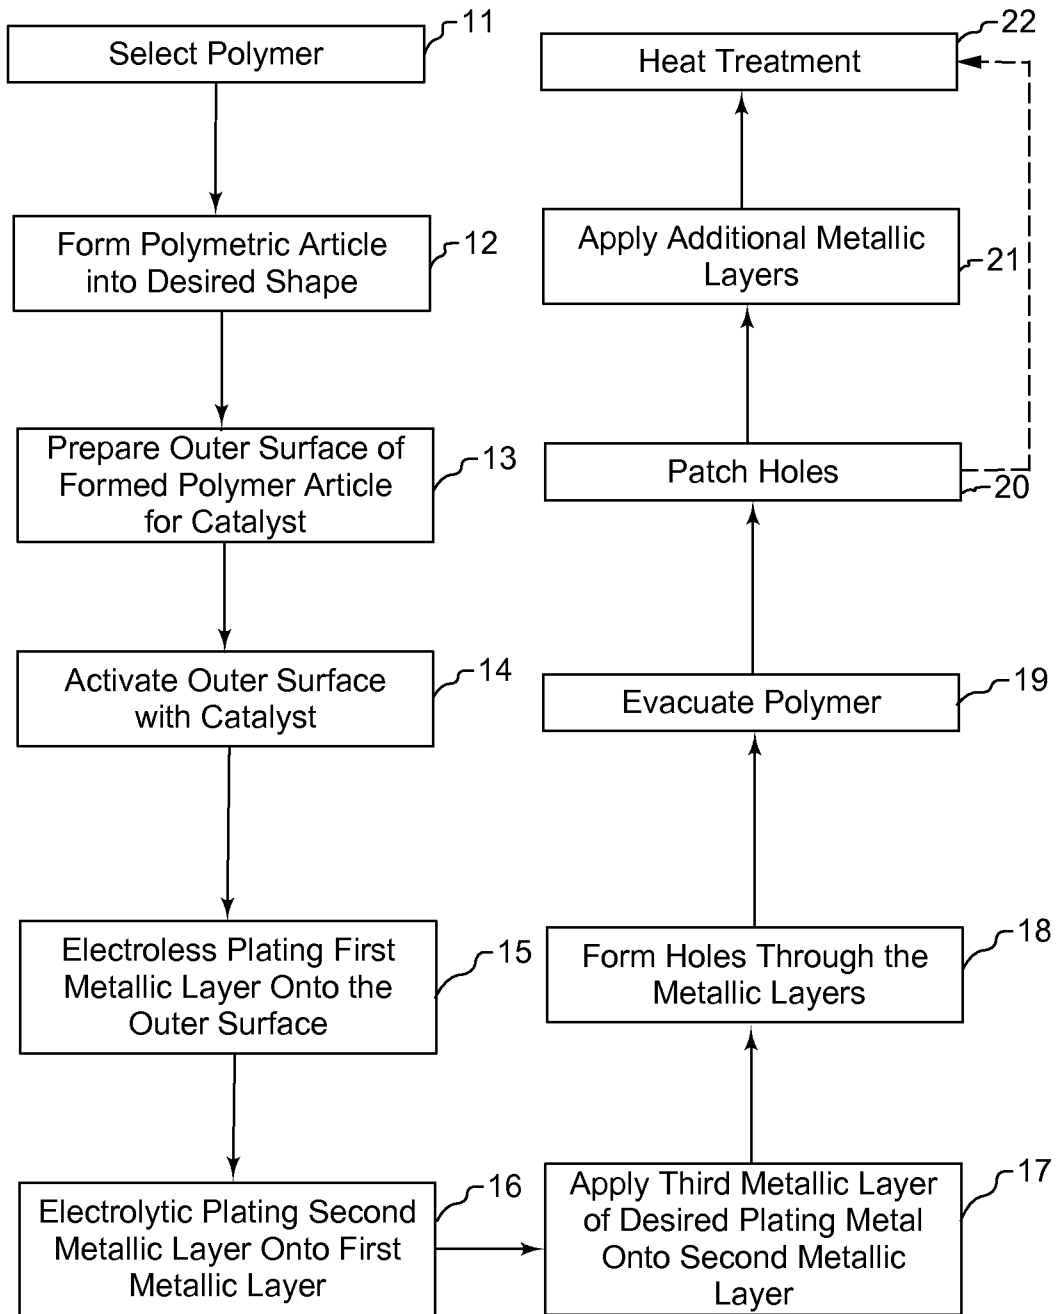 Select Polymer
11
Form Polymetric Article
into Desired Shape
12
Prepare Outer Surface of
Formed Polymer Article
for Catalyst
13
Activate Outer Surface
with Catalyst
14
Electroless Plating First
Metallic Layer Onto the
Outer Surface
15
Electrolytic Plating Second
Metallic Layer Onto First
Metallic Layer
16
Apply Third Metallic Layer
of Desired Plating Metal
Onto Second Metallic
Layer
17
Form Holes Through the
Metallic Layers
18
Evacuate Polymer
19
Patch Holes
20
Apply Additional Metallic
Layers
21
Heat Treatment
22